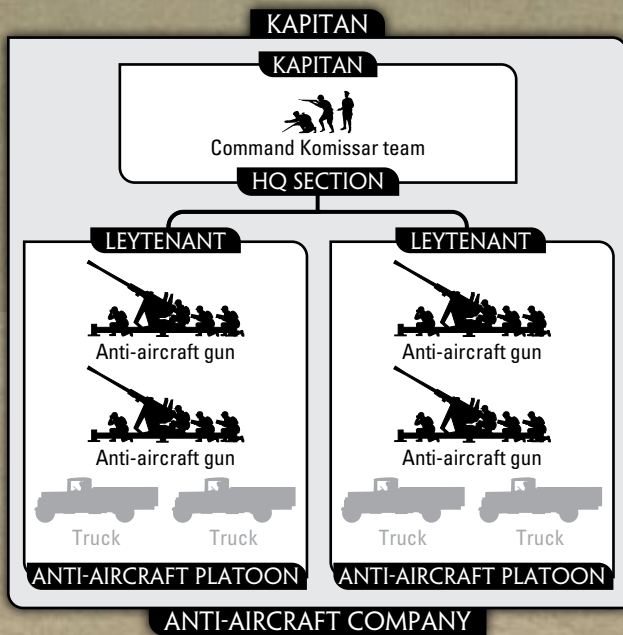 KAPITAN
KAPITAN
Command Komissar team
HQ SECTION
LEYTENANT
Anti-aircraft gun
Anti-aircraft gun
Truck Truck
ANTI-AIRCRAFT PLATOON
LEYTENANT
Anti-aircraft gun
Anti-aircraft gun
Truck Truck
ANTI-AIRCRAFT PLATOON
ANTI-AIRCRAFT COMPANY